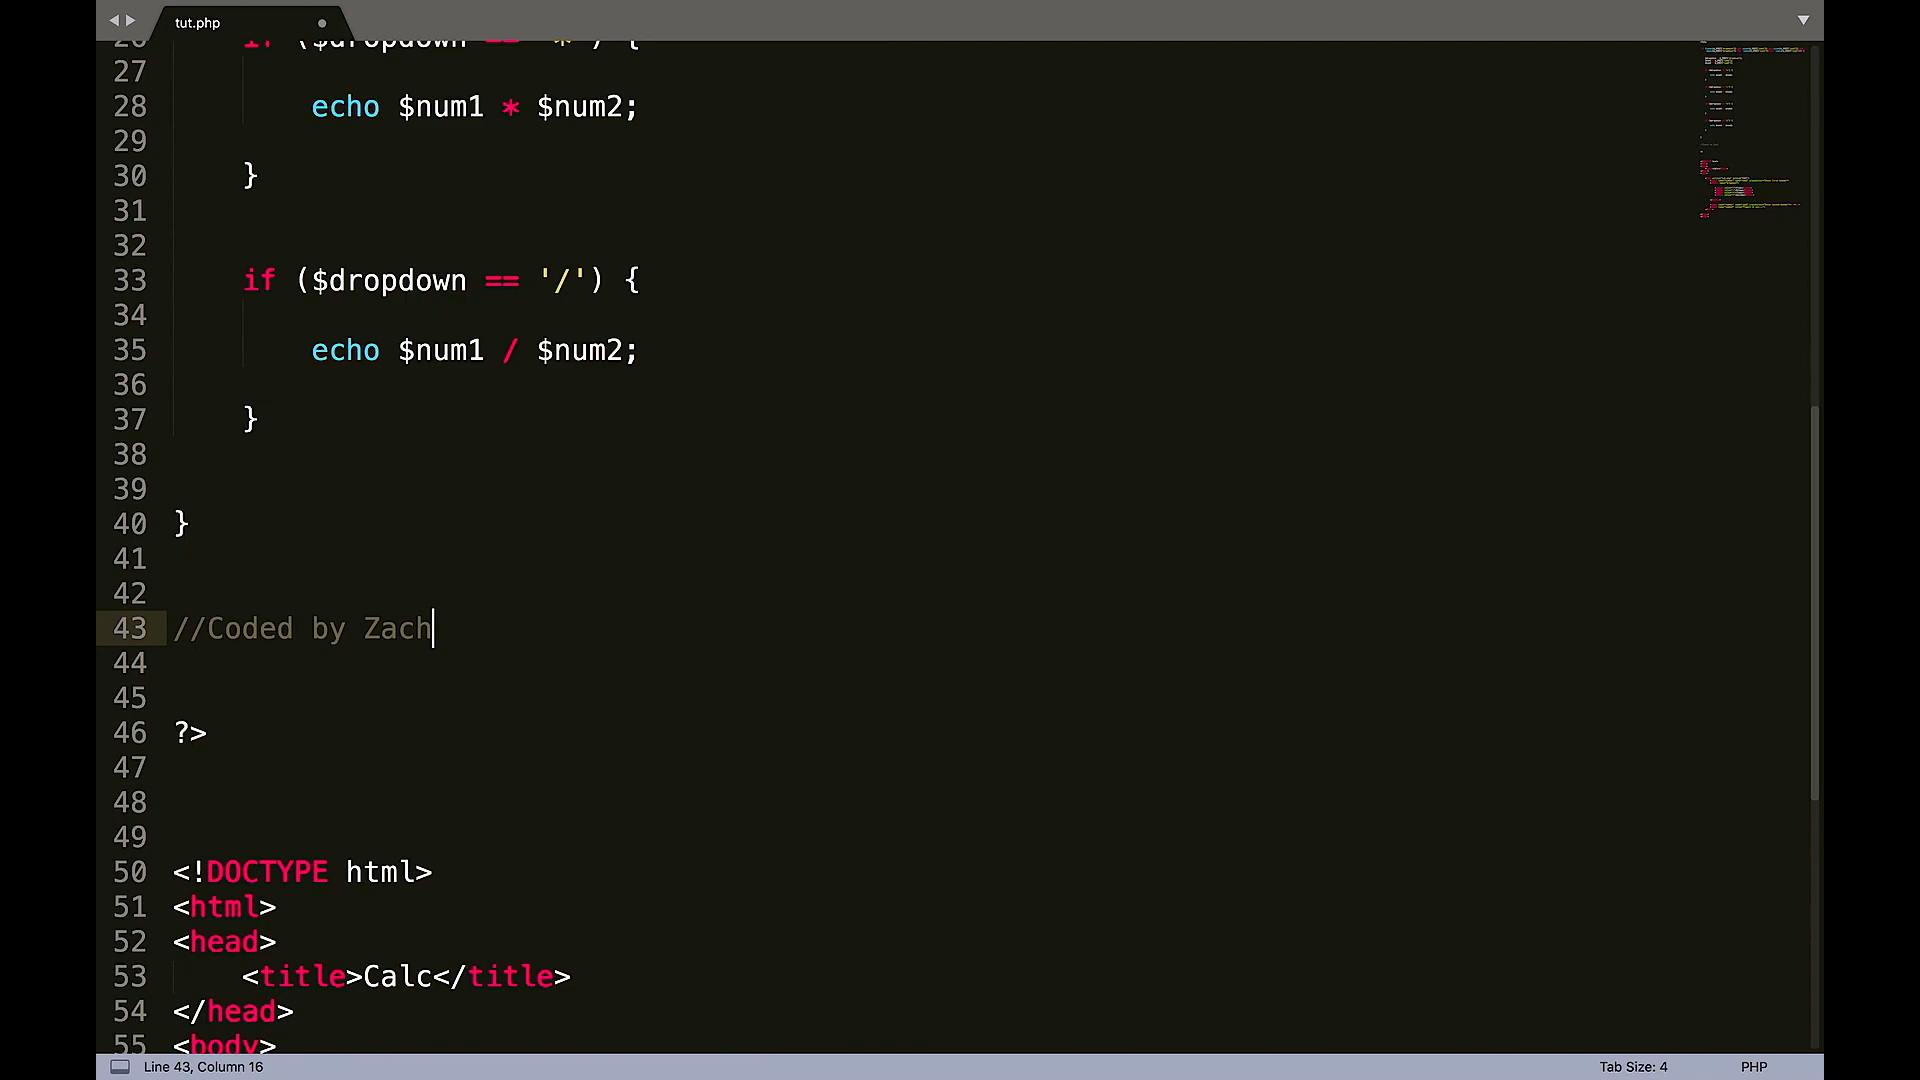 tut.php
26 if ($dropdown == '*') {
27
28 echo $num1 * $num2;
29
30 }
31
32
33 if ($dropdown == '/') {
34
35 echo $num1 / $num2;
36
37 }
38
39
40 }
41
42
43 //Coded by Zach
44
45
46 ?>
47
48
49
50 <!DOCTYPE html>
51 <html>
52 <head>
53 <title>Calc</title>
54 </head>
55 <body>
Line 43, Column 16
Tab Size: 4
PHP